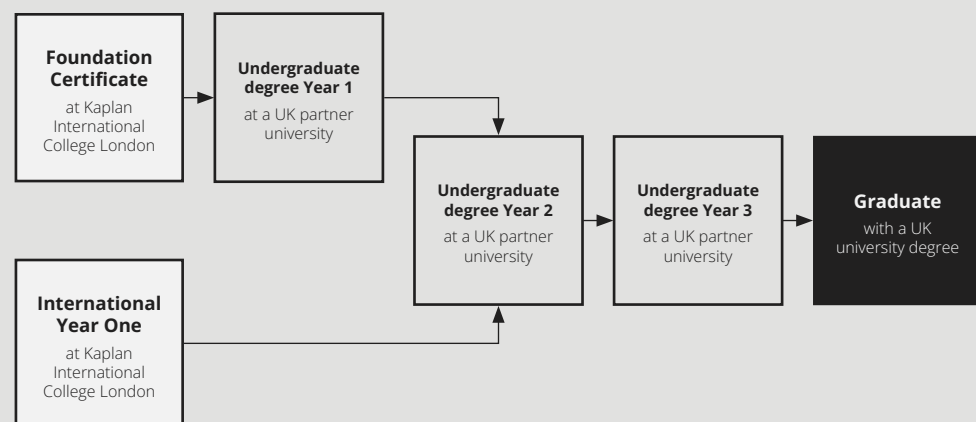 Foundation
Certificate
at Kaplan
International
College London
Undergraduate
degree Year 1
at a UK partner
university
Undergraduate
degree Year 2
at a UK partner
university
Undergraduate
degree Year 3
at a UK partner
university
Graduate
with a UK
university degree
International
Year One
at Kaplan
International
College London